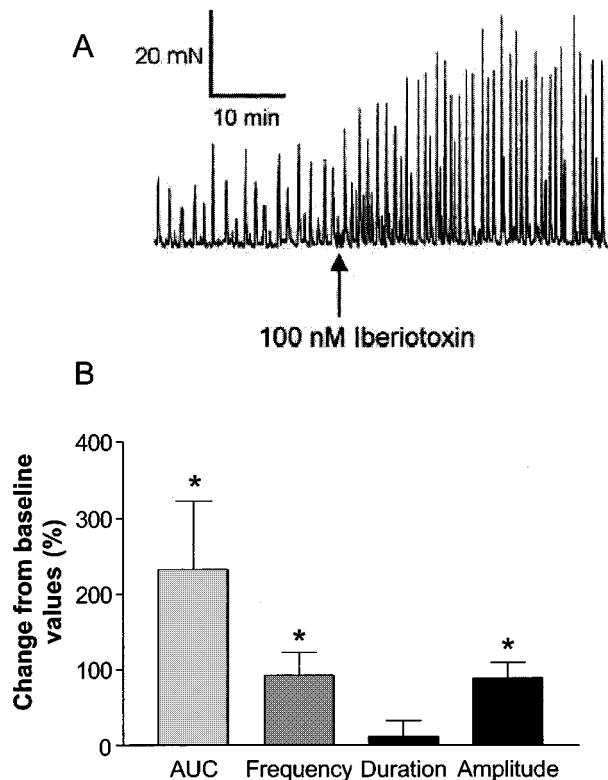 A
20 mN
10 min
100 nM Iberiotoxin
B
Change from baseline
values (%)
400
300
200
100
0
*
*
*
AUC Frequency Duration Amplitude